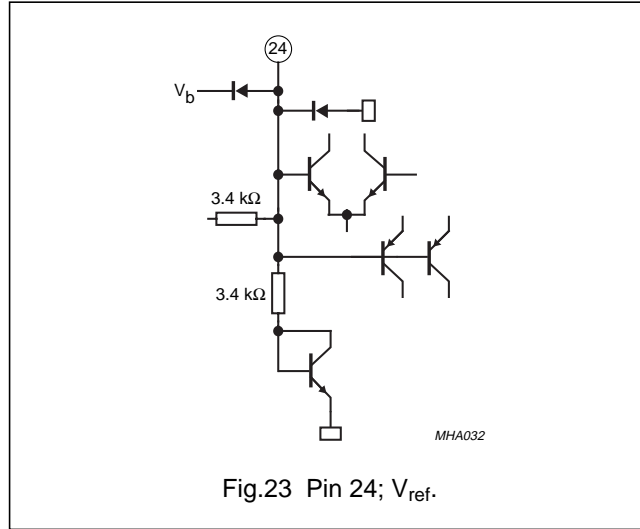 24
V_b
3.4 kΩ
3.4 kΩ
MHA032
Fig.23 Pin 24; V_ref.